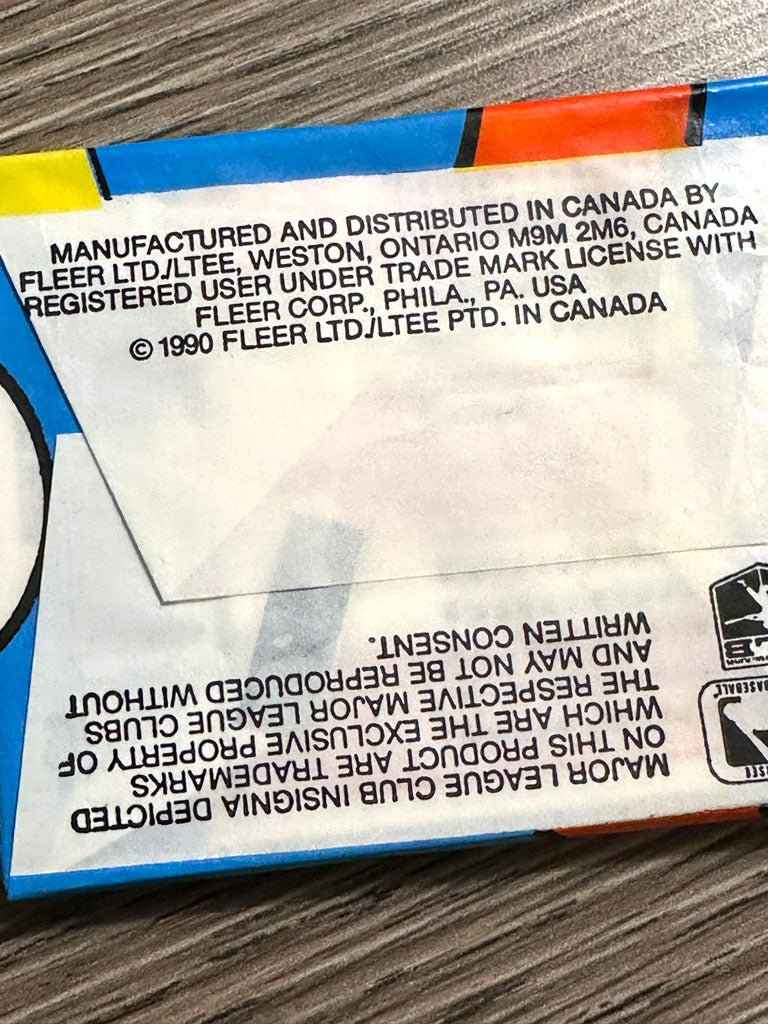 MANUFACTURED AND DISTRIBUTED IN CANADA BY
FLEER LTD./LTEE, WESTON, ONTARIO M9M 2M6, CANADA
REGISTERED USER UNDER TRADE MARK LICENSE WITH
FLEER CORP., PHILA., PA. USA
© 1990 FLEER LTD./LTEE PTD. IN CANADA
MAJOR LEAGUE CLUB INSIGNIA DEPICTED
ON THIS PRODUCT ARE TRADEMARKS
WHICH ARE THE EXCLUSIVE PROPERTY OF
THE RESPECTIVE MAJOR LEAGUE CLUBS
AND MAY NOT BE REPRODUCED WITHOUT
WRITTEN CONSENT.
BASEBALL